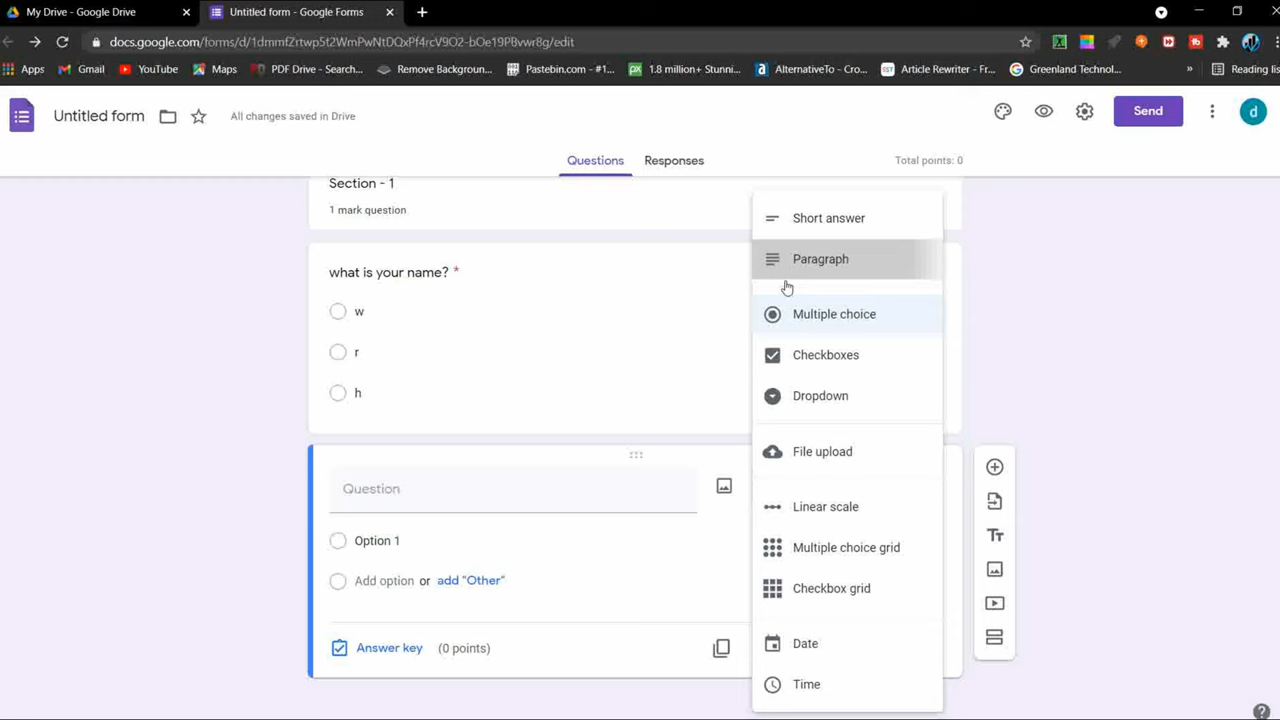 My Drive - Google Drive
Untitled form - Google Forms
docs.google.com/forms/d/1dmmfZrtwp5t2WmPwNtDQxPf4rcV9O2-bOe19PBvwr8g/edit
Apps
Gmail
YouTube
Maps
PDF Drive - Search...
Remove Backgroun...
Pastebin.com - #1...
1.8 million+ Stunni...
AlternativeTo - Cro...
Article Rewriter - Fr...
Greenland Technol...
»
Reading list
Untitled form
All changes saved in Drive
Send
d
Questions
Responses
Total points: 0
Section - 1
1 mark question
what is your name? *
w
r
h
Question
Option 1
Add option or add "Other"
Answer key (0 points)
Short answer
Paragraph
Multiple choice
Checkboxes
Dropdown
File upload
Linear scale
Multiple choice grid
Checkbox grid
Date
Time
Tт